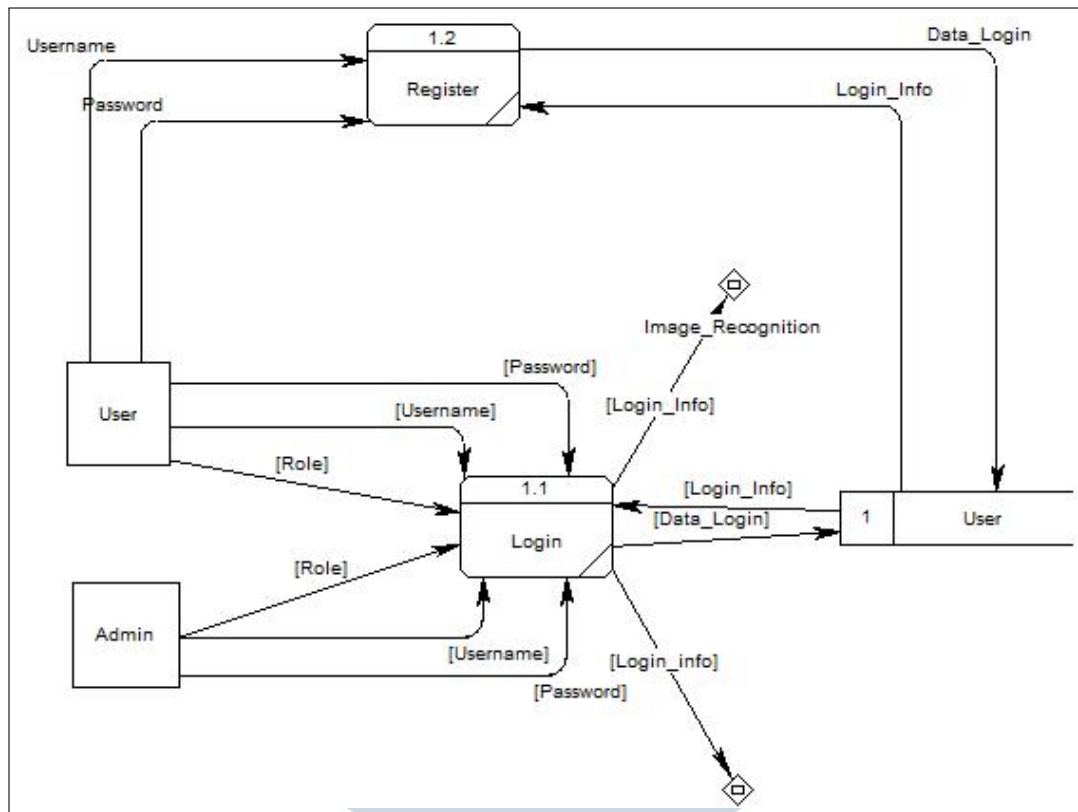 1.2
Data_Login
Username
Login_Info
Register
Password
Image_Recognition
[Password]
[Login_Info]
User
[Username]
[Role]
1.1
[Login_Info]
1
User
[Data_Login]
Login
[Role]
Admin
[Username]
[Login_info]
[Password]